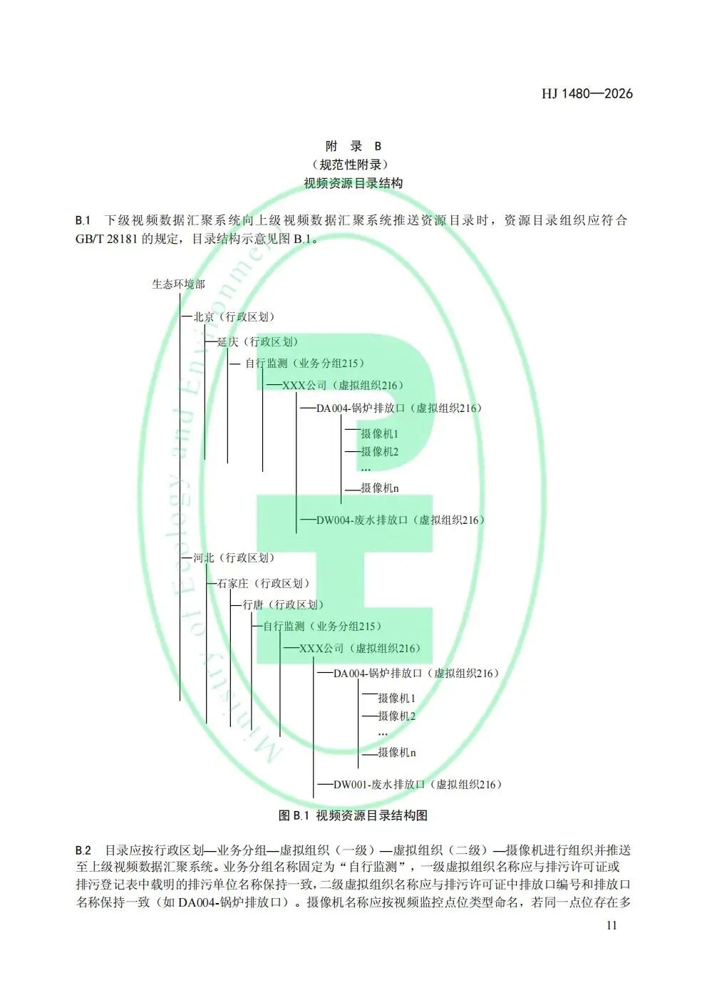 HJ 1480—2026
附 录 B
（规范性附录）
视频资源目录结构
B.1 下级视频数据汇聚系统向上级视频数据汇聚系统推送资源目录时，资源目录组织应符合
GB/T 28181 的规定，目录结构示意见图 B.1。
生态环境部
北京（行政区划）
延庆（行政区划）
自行监测（业务分组215）
XXX公司（虚拟组织216）
DA004-锅炉排放口（虚拟组织216）
摄像机1
摄像机2
…
摄像机n
DW004-废水排放口（虚拟组织216）
河北（行政区划）
石家庄（行政区划）
行唐（行政区划）
自行监测（业务分组215）
XXX公司（虚拟组织216）
DA004-锅炉排放口（虚拟组织216）
摄像机1
摄像机2
…
摄像机n
DW001-废水排放口（虚拟组织216）
Ministry of Ecology and Environment
图 B.1 视频资源目录结构图
B.2 目录应按行政区划—业务分组—虚拟组织（一级）—虚拟组织（二级）—摄像机进行组织并推送
至上级视频数据汇聚系统。业务分组名称固定为“自行监测”，一级虚拟组织名称应与排污许可证或
排污登记表中载明的排污单位名称保持一致，二级虚拟组织名称应与排污许可证中排放口编号和排放口
名称保持一致（如 DA004-锅炉排放口）。摄像机名称应按视频监控点位类型命名，若同一点位存在多
11